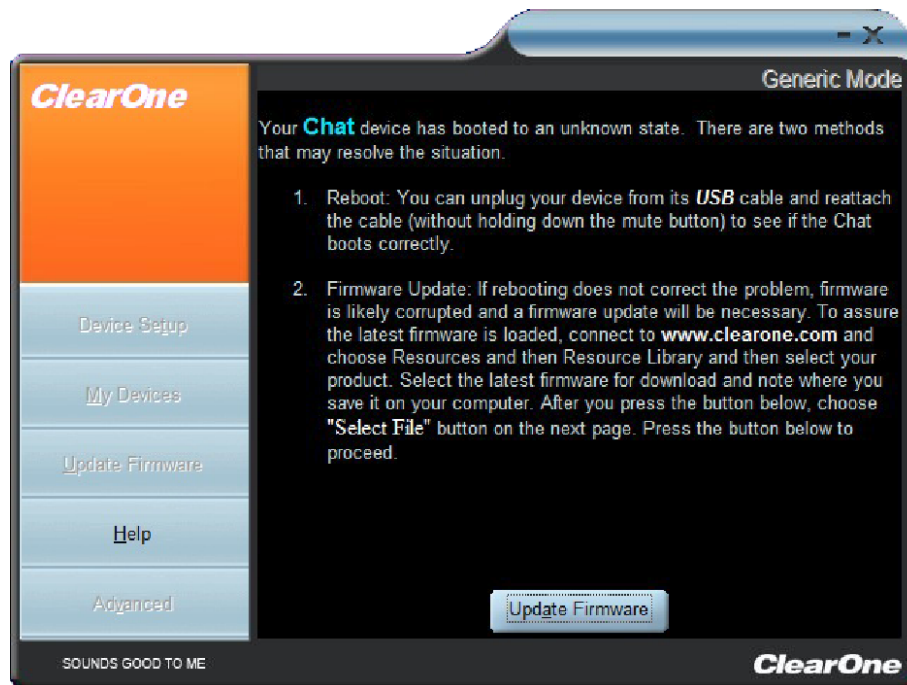 - X
Generic Mode
ClearOne
Your Chat device has booted to an unknown state. There are two methods
that may resolve the situation.
1. Reboot: You can unplug your device from its USB cable and reattach
the cable (without holding down the mute button) to see if the Chat
boots correctly.
2. Firmware Update: If rebooting does not correct the problem, firmware
is likely corrupted and a firmware update will be necessary. To assure
the latest firmware is loaded, connect to www.clearone.com and
choose Resources and then Resource Library and then select your
product. Select the latest firmware for download and note where you
save it on your computer. After you press the button below, choose
"Select File" button on the next page. Press the button below to
proceed.
Device Setup
My Devices
Update Firmware
Help
Advanced
Update Firmware
SOUNDS GOOD TO ME
ClearOne